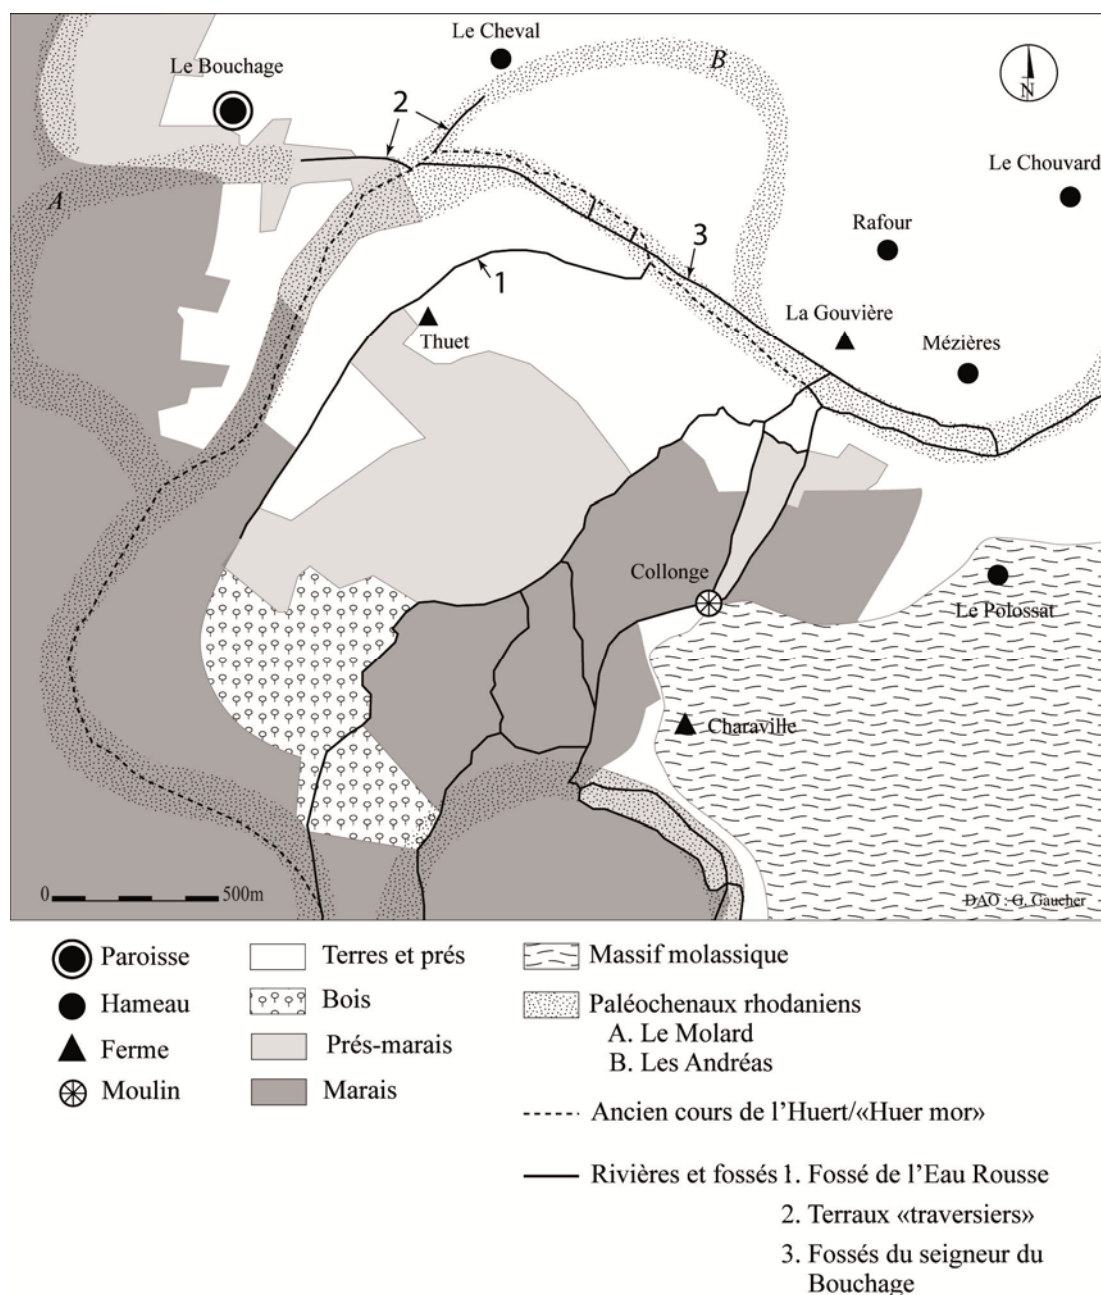 Le Cheval
B
Le Bouchage
2
N
Le Chouvard
A
Rafour
3
1
La Gouvière
Thuet
Mézières
Collonge
Le Polossat
Charaville
0 500m
DAO : G. Gaucher
Paroisse
Hameau
Ferme
Moulin
Terres et prés
Bois
Prés-marais
Marais
Massif molassique
Paléochenaux rhodaniens
A. Le Molard
B. Les Andréas
Ancien cours de l'Huert/«Huer mor»
Rivières et fossés 1. Fossé de l'Eau Rousse
2. Terraux «traversiers»
3. Fossés du seigneur du
Bouchage